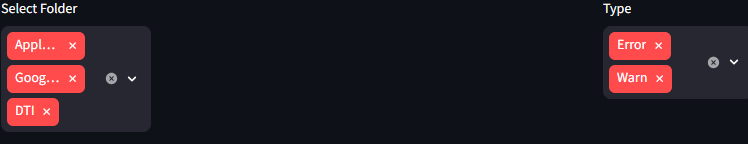 Select Folder
Type
Appl...
Goog...
DTI
Error
Warn